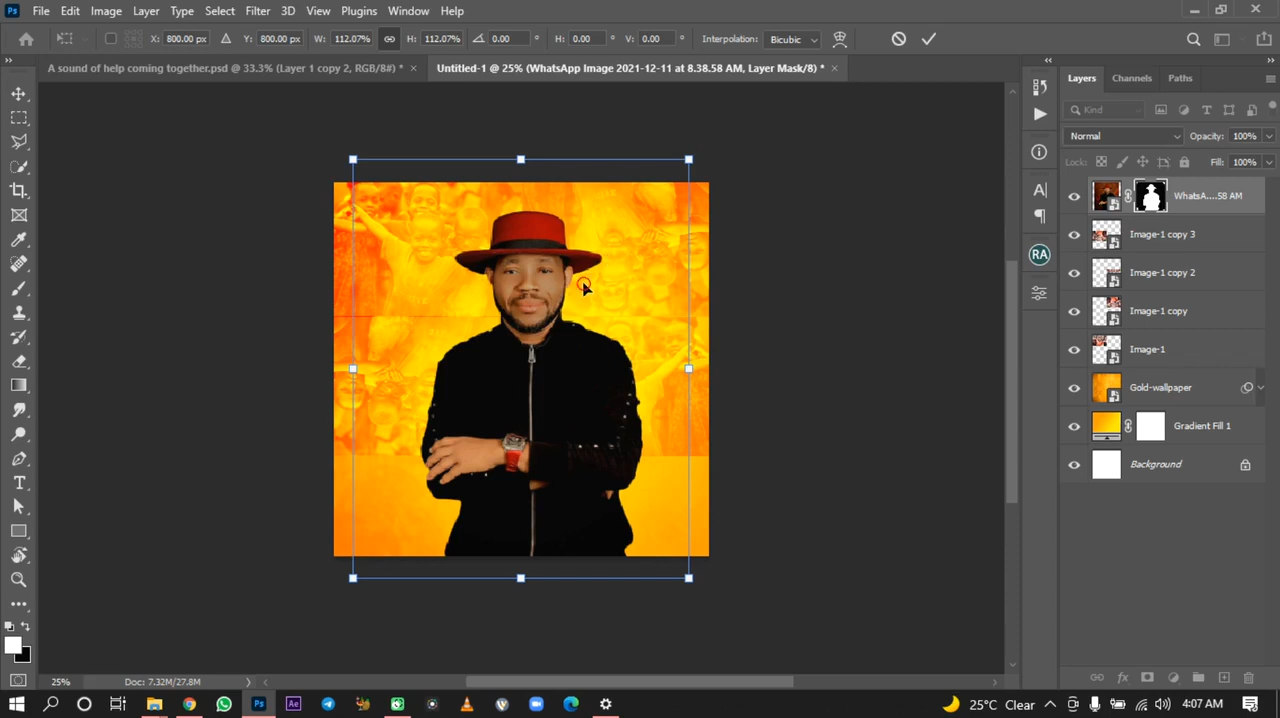 Ps File Edit Image Layer Type Select Filter 3D View Plugins Window Help
X: 800.00 px Y: 800.00 px W: 112.07% H: 112.07% 0.00 ° H: 0.00 ° V: 0.00 ° Interpolation: Bicubic
A sound of help coming together.psd @ 33.3% (Layer 1 copy 2, RGB/8#) * × Untitled-1 @ 25% (WhatsApp Image 2021-12-11 at 8.38.58 AM, Layer Mask/8) * ×
Layers Channels Paths
Kind
Normal Opacity: 100%
Lock: Fill: 100%
WhatsA....58 AM
Image-1 copy 3
RA
Image-1 copy 2
Image-1 copy
Image-1
Gold-wallpaper
Gradient Fill 1
Background
25% Doc: 7.32M/27.8M
Ps Ae 25°C Clear 4:07 AM